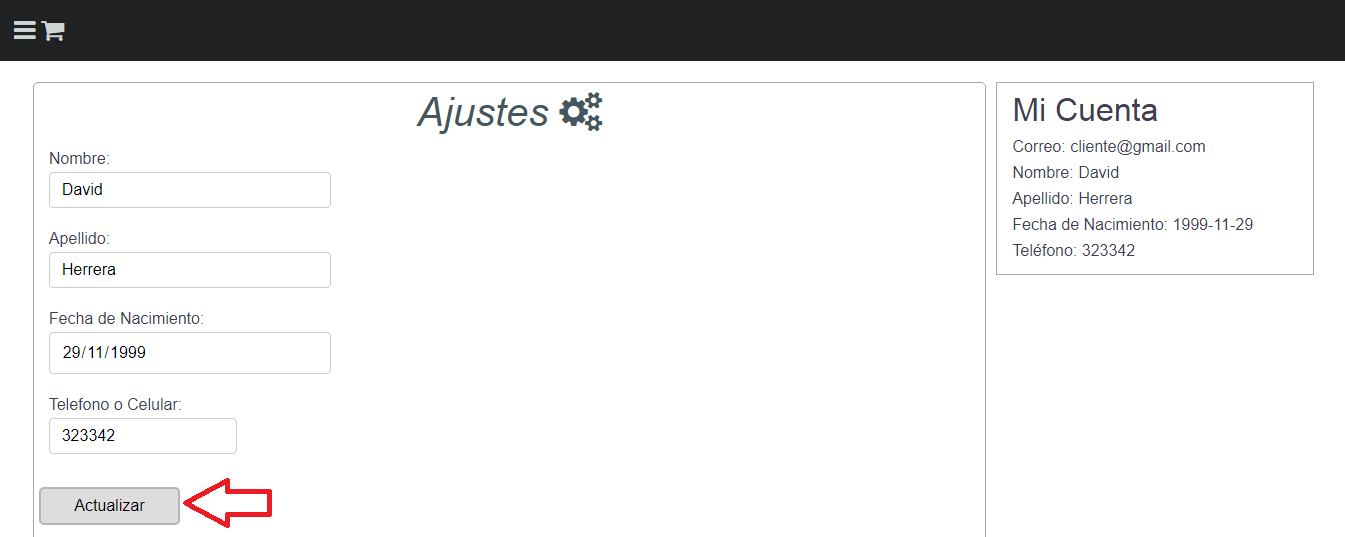 Ajustes
Nombre:
David
Apellido:
Herrera
Fecha de Nacimiento:
29/11/1999
Telefono o Celular:
323342
Actualizar
Mi Cuenta
Correo: cliente@gmail.com
Nombre: David
Apellido: Herrera
Fecha de Nacimiento: 1999-11-29
Teléfono: 323342